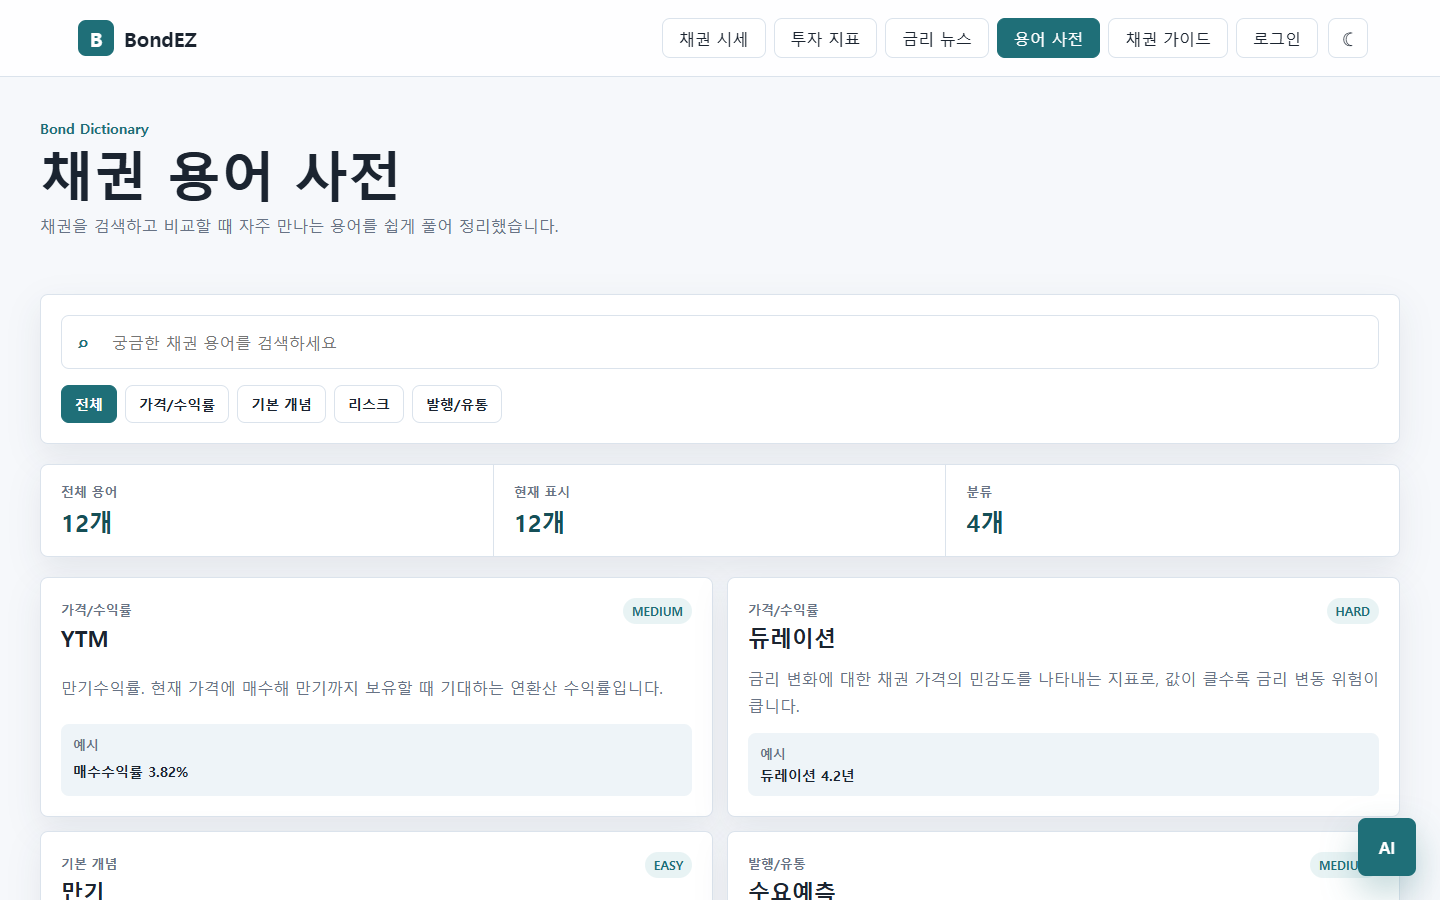 B BondEZ
채권 시세
투자 지표
금리 뉴스
용어 사전
채권 가이드
로그인
Bond Dictionary
채권 용어 사전
채권을 검색하고 비교할 때 자주 만나는 용어를 쉽게 풀어 정리했습니다.
궁금한 채권 용어를 검색하세요
전체
가격/수익률
기본 개념
리스크
발행/유통
전체 용어
12개
현재 표시
12개
분류
4개
가격/수익률
MEDIUM
YTM
만기수익률. 현재 가격에 매수해 만기까지 보유할 때 기대하는 연환산 수익률입니다.
예시
매수수익률 3.82%
가격/수익률
HARD
듀레이션
금리 변화에 대한 채권 가격의 민감도를 나타내는 지표로, 값이 클수록 금리 변동 위험이
큽니다.
예시
듀레이션 4.2년
기본 개념
EASY
만기
발행/유통
MEDIU
수요예측
AI